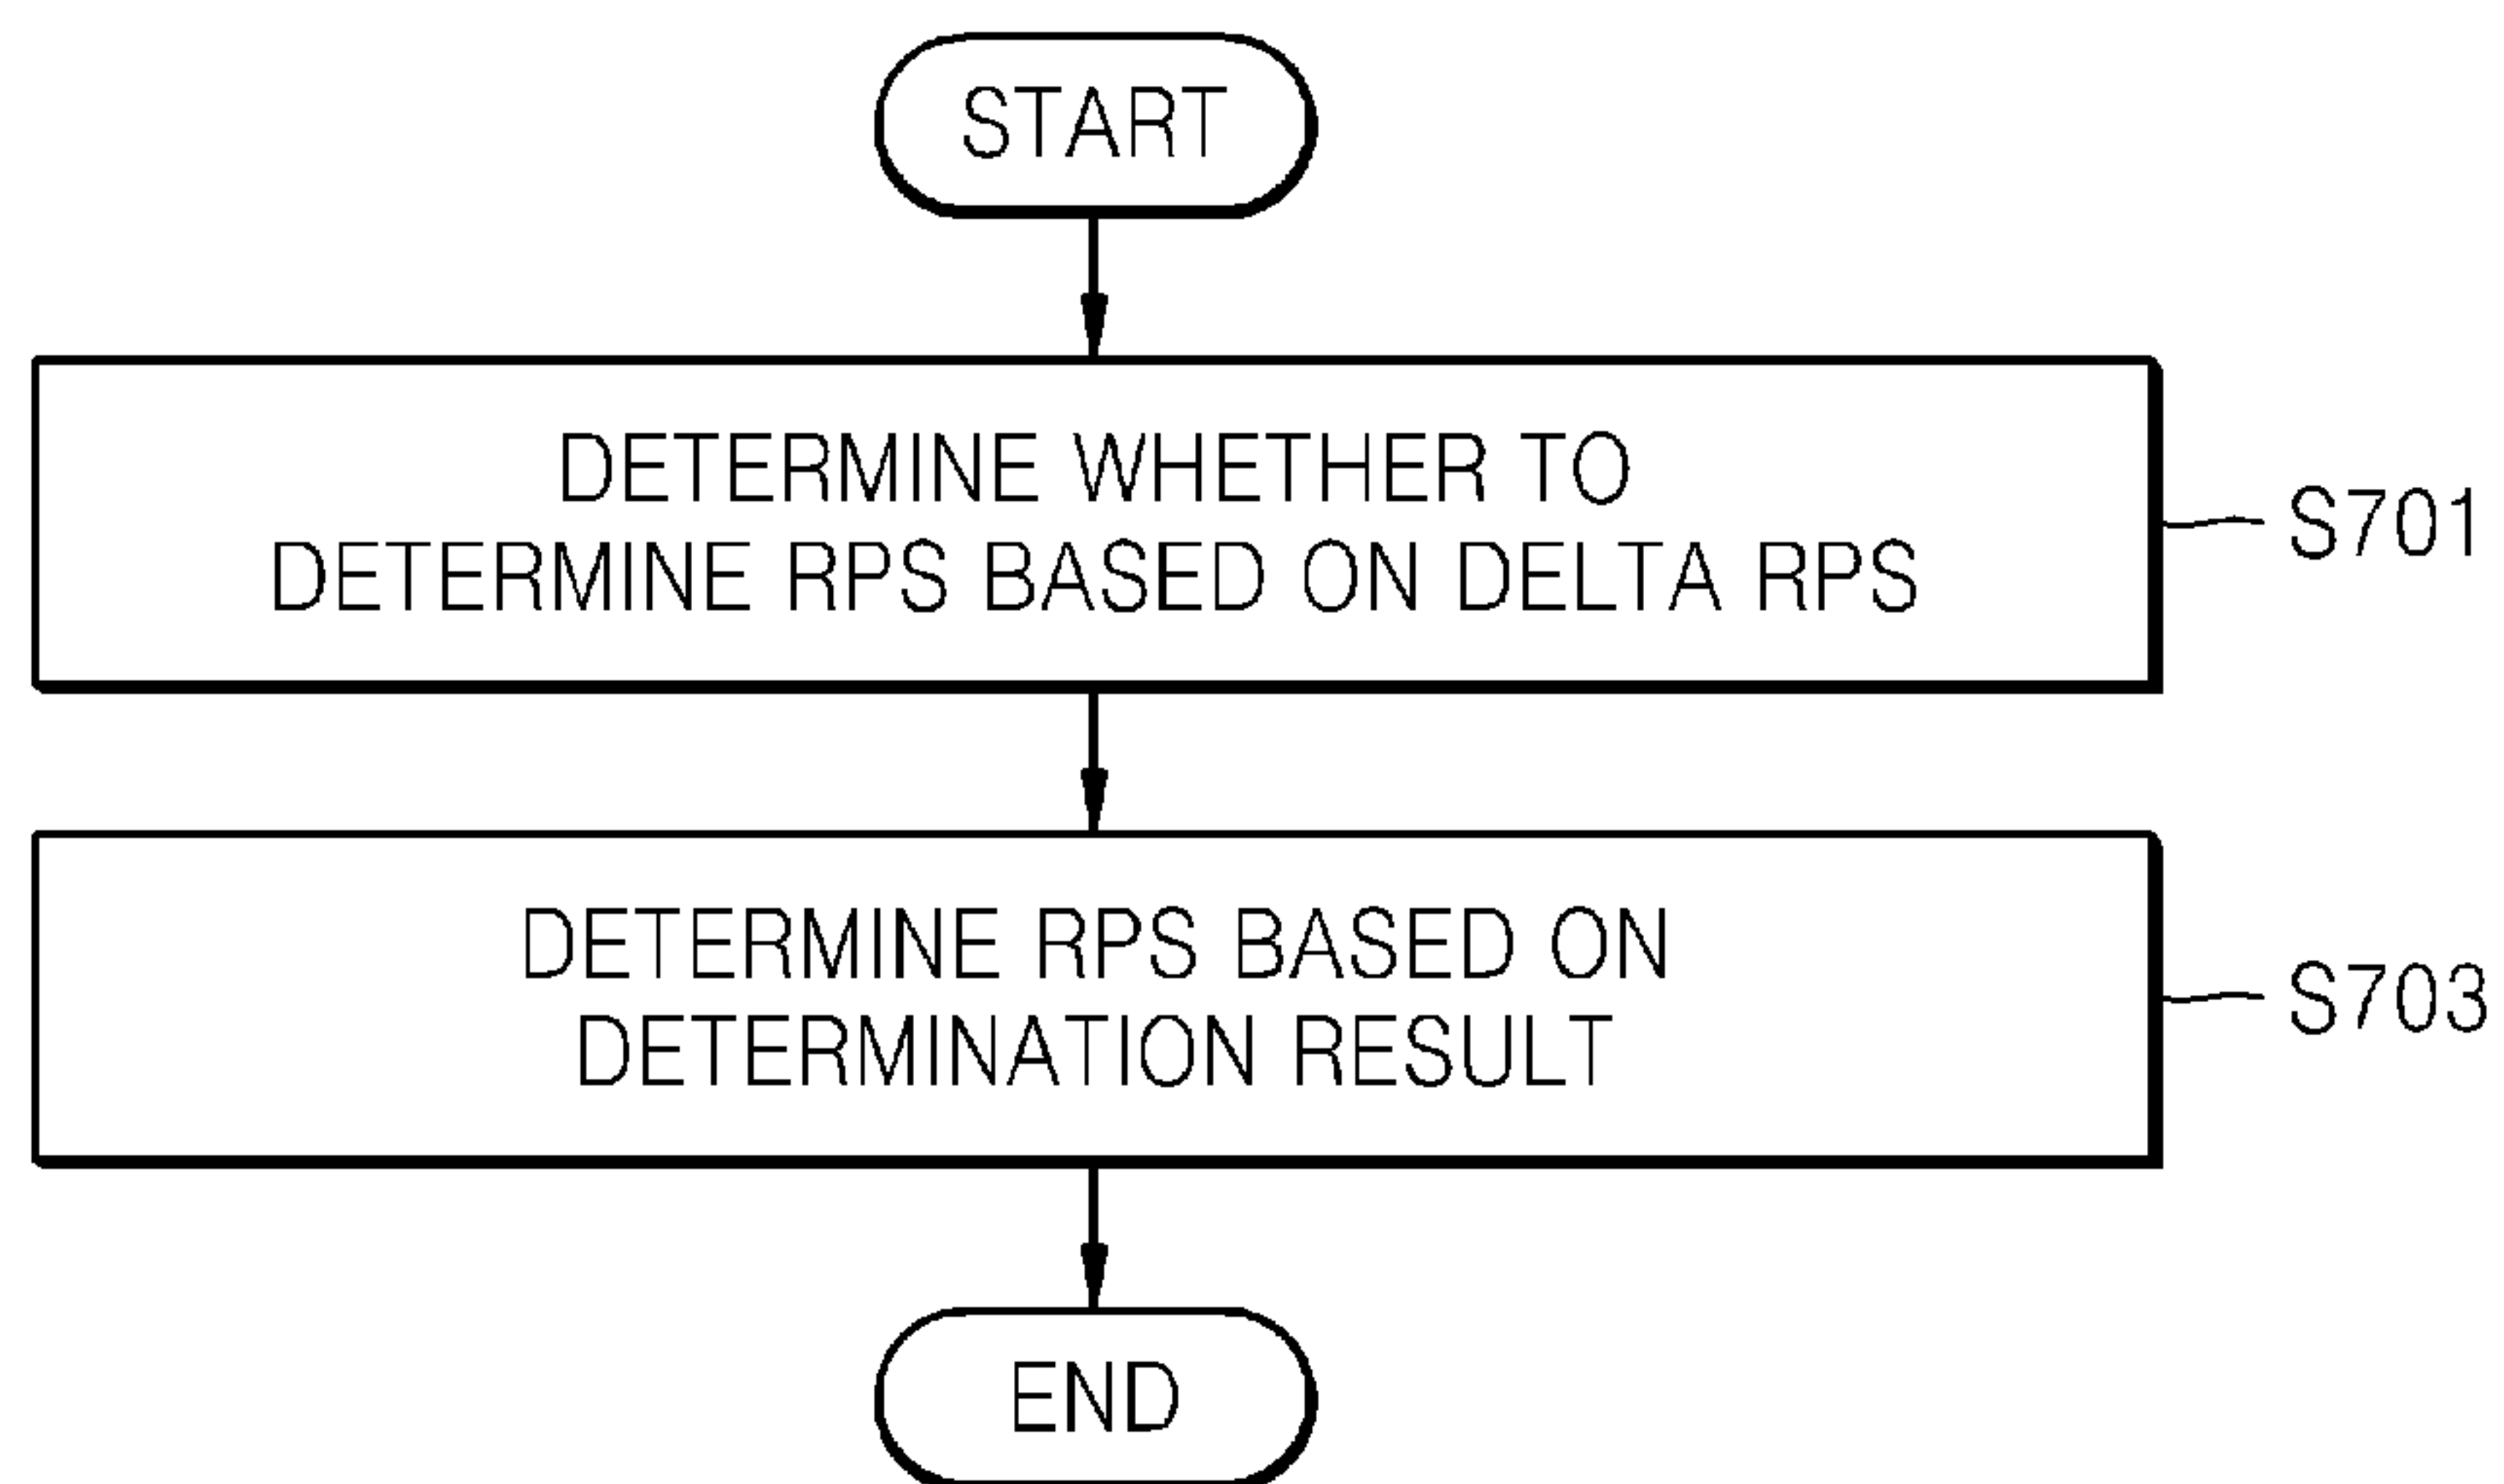 START
DETERMINE WHETHER TO
DETERMINE RPS BASED ON DELTA RPS
S701
DETERMINE RPS BASED ON
DETERMINATION RESULT
S703
END